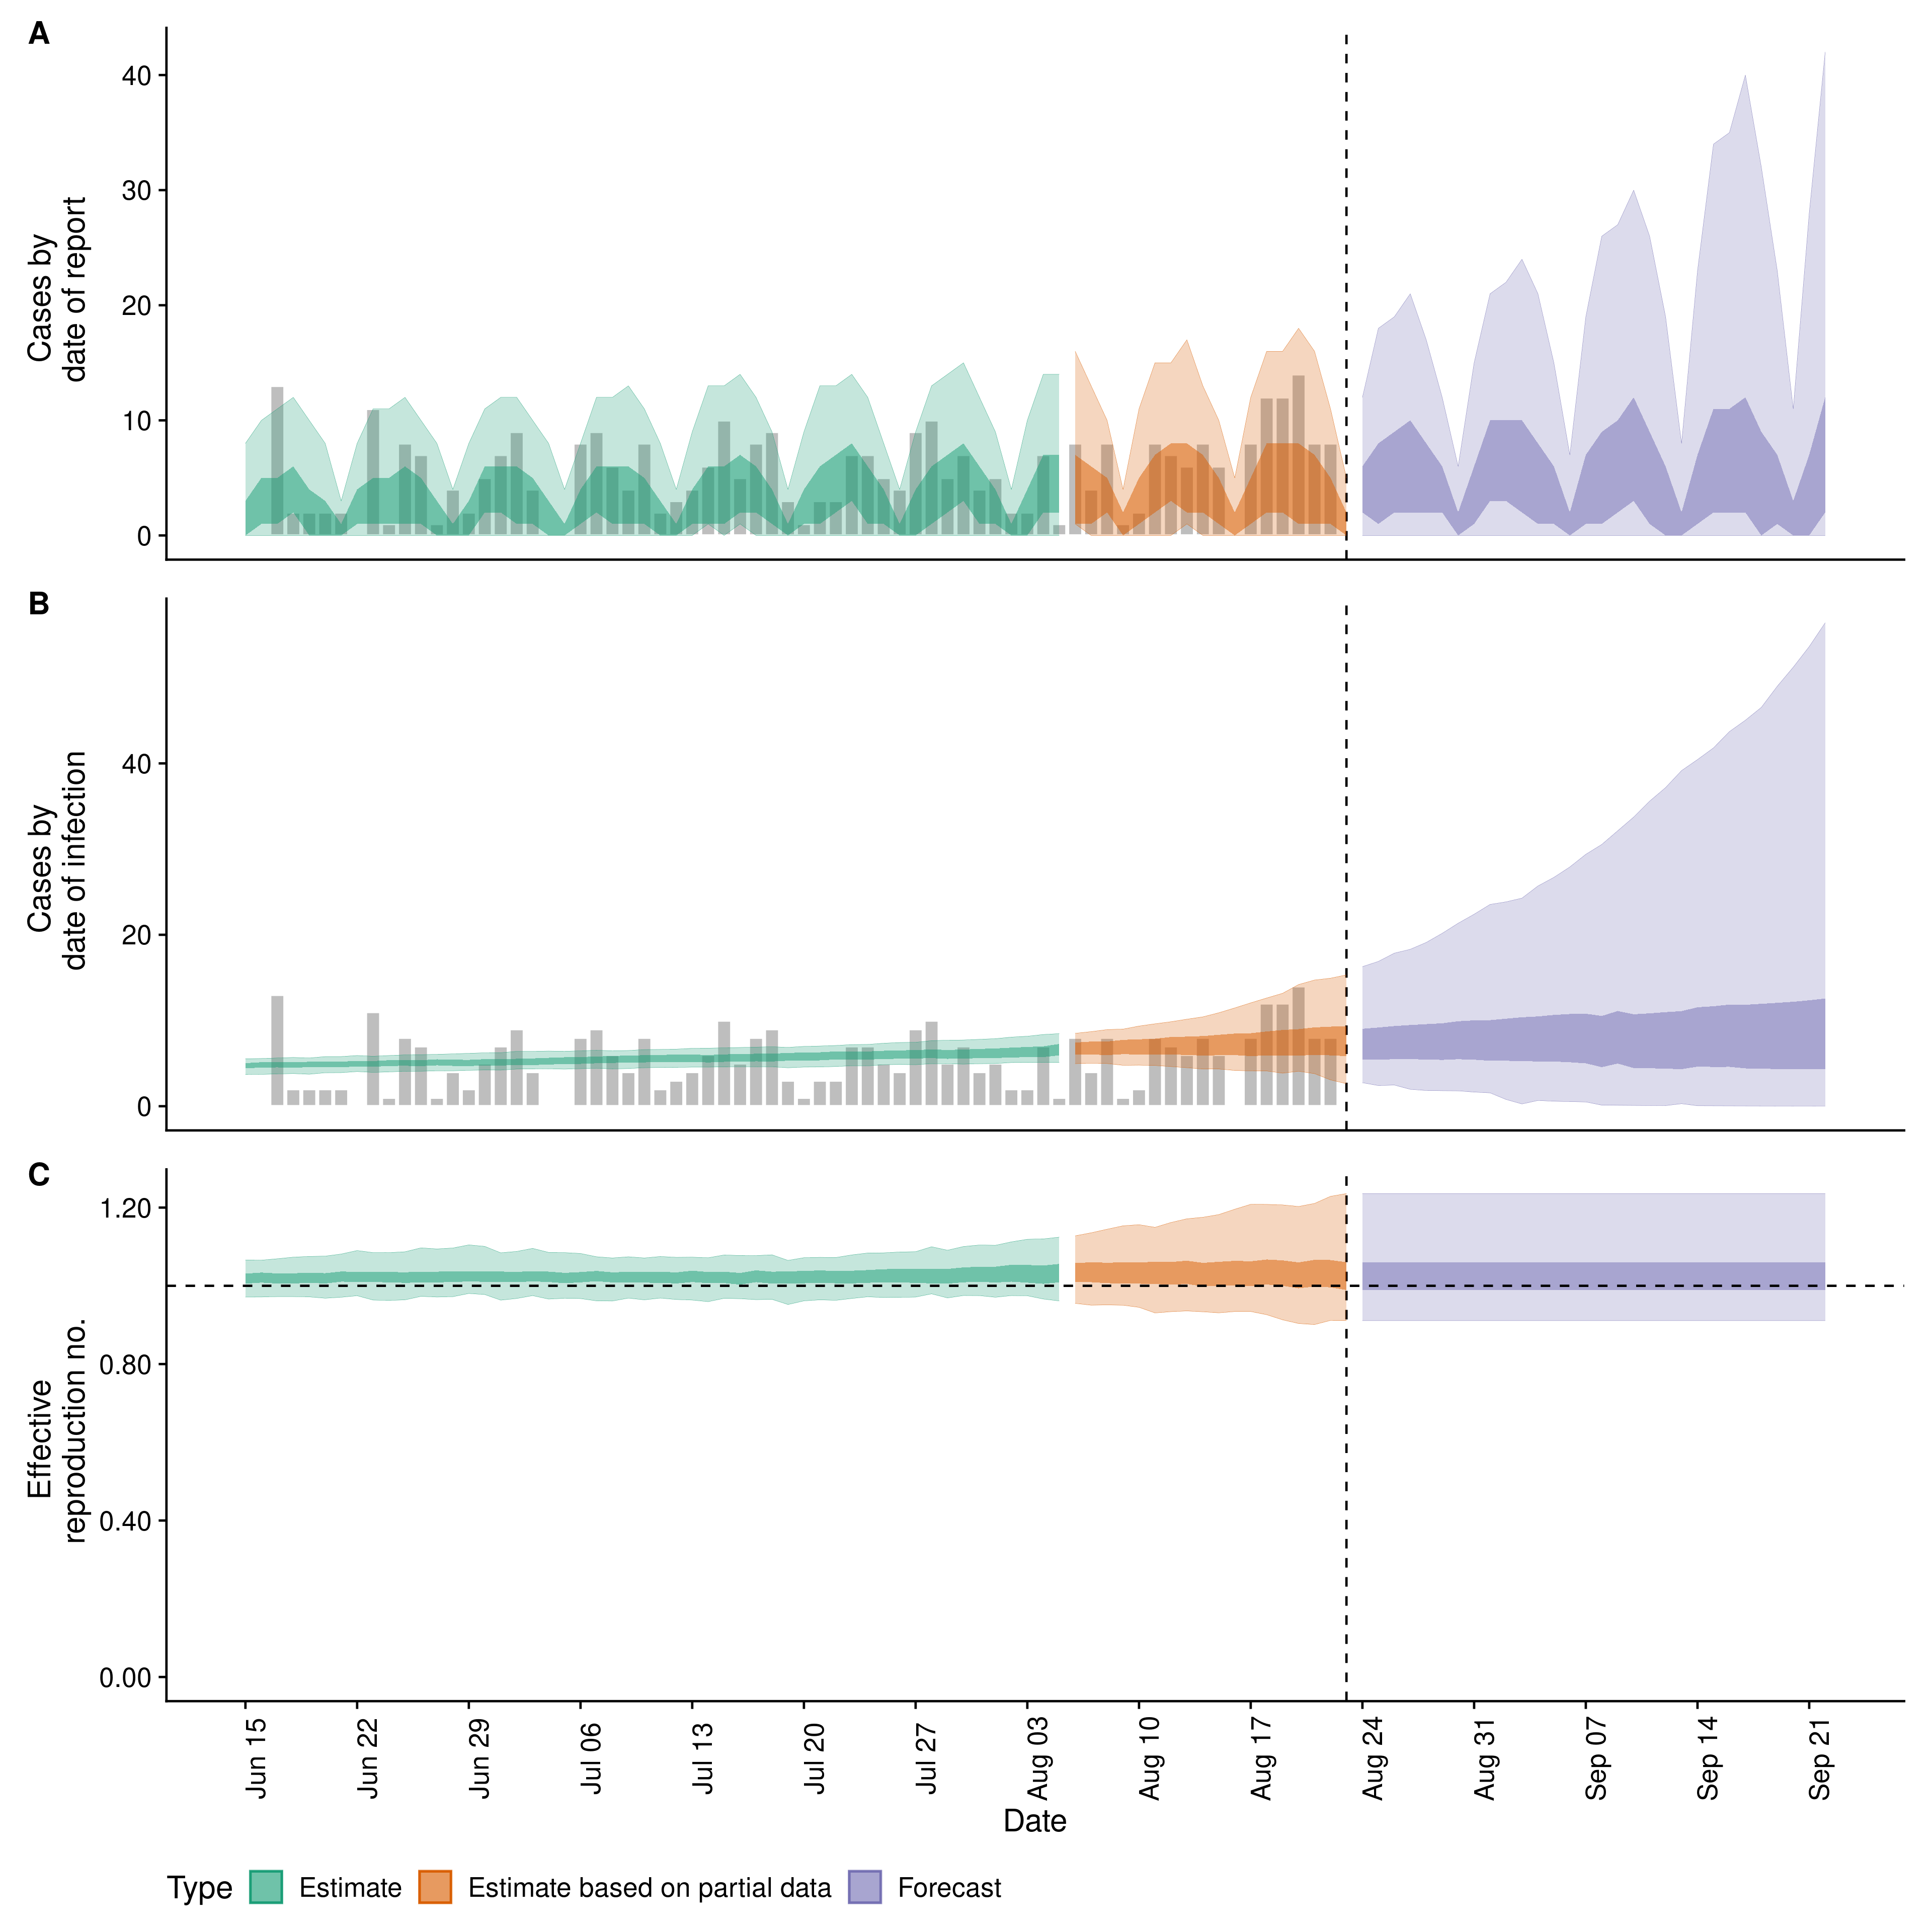 A
40
30
20
10
0
Cases by
date of report
B
40
20
0
Cases by
date of infection
C
1.20
0.80
0.40
0.00
Effective
reproduction no.
Jun 15
Jun 22
Jun 29
Jul 06
Jul 13
Jul 20
Jul 27
Aug 03
Aug 10
Aug 17
Aug 24
Aug 31
Sep 07
Sep 14
Sep 21
Date
Type Estimate Estimate based on partial data Forecast